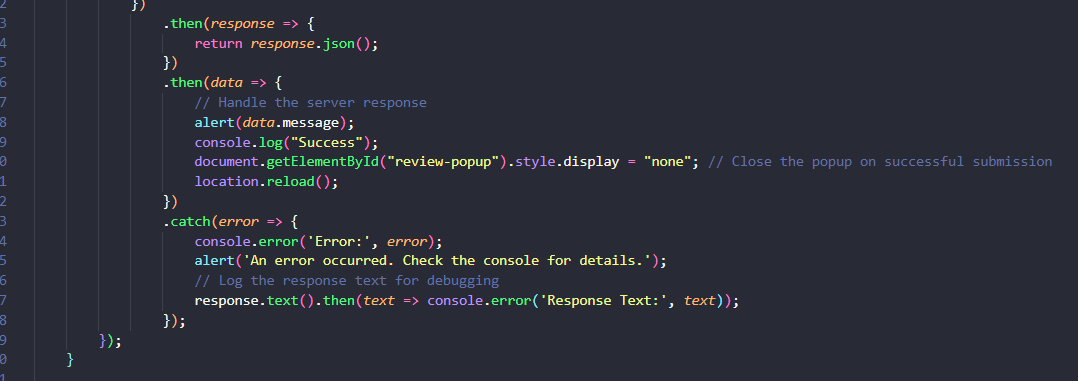 2 })
3 .then(response => {
4 return response.json();
5 })
6 .then(data => {
7 // Handle the server response
8 alert(data.message);
9 console.log("Success");
0 document.getElementById("review-popup").style.display = "none"; // Close the popup on successful submission
1 location.reload();
2 })
3 .catch(error => {
4 console.error('Error:', error);
5 alert('An error occurred. Check the console for details.');
6 // Log the response text for debugging
7 response.text().then(text => console.error('Response Text:', text));
8 });
9 });
0 }
1